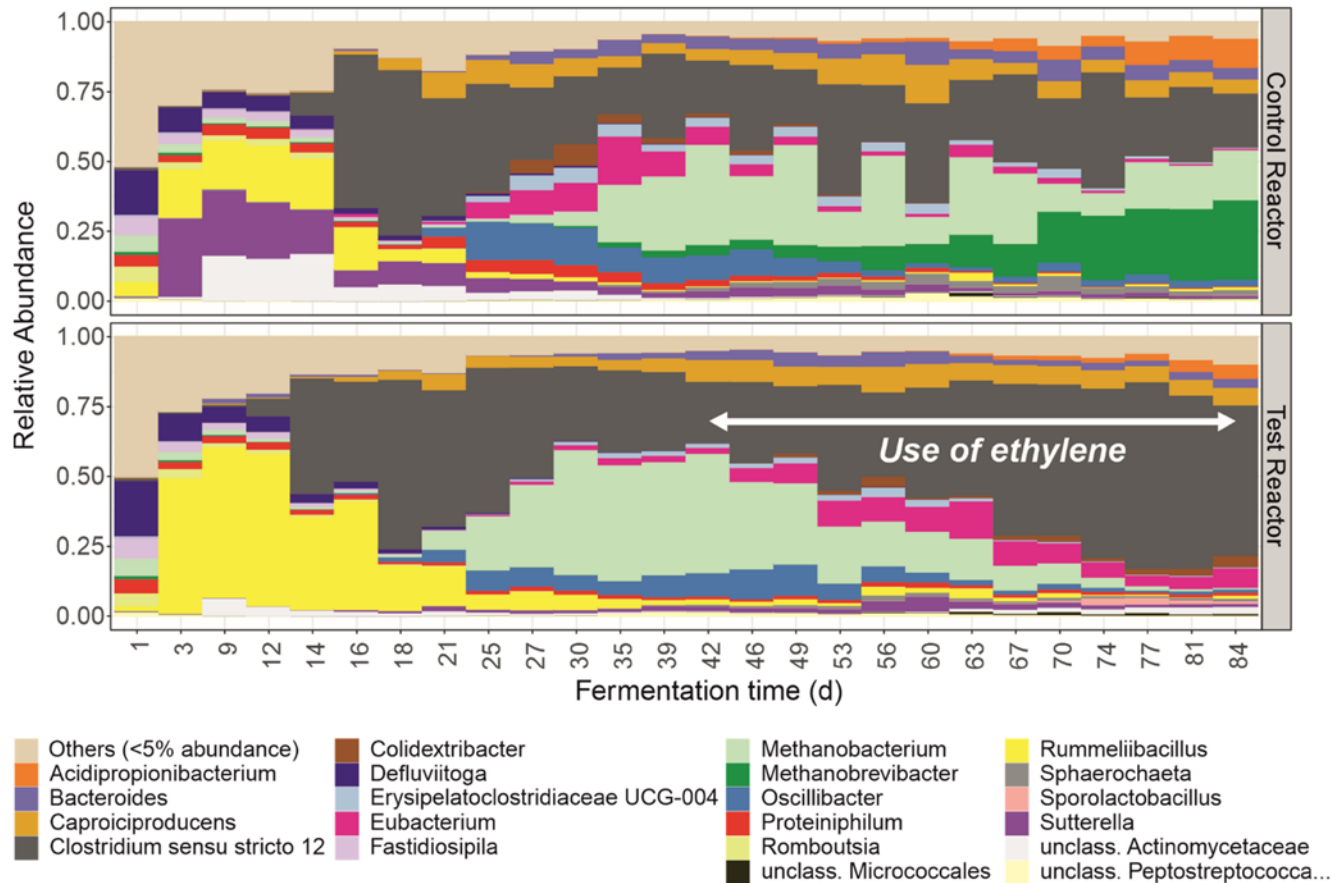 Relative Abundance
1.00
0.75
0.50
0.25
0.00
Control Reactor
1.00
0.75
0.50
0.25
0.00
Use of ethylene
Test Reactor
1 3 9 12 14 16 18 21 25 27 30 35 39 42 46 49 53 56 60 63 67 70 74 77 81 84
Fermentation time (d)
Others (<5% abundance)
Acidipropionibacterium
Bacteroides
Caproiciproducens
Clostridium sensu stricto 12
Colidextribacter
Defluviitoga
Erysipelatoclostridiaceae UCG-004
Eubacterium
Fastidiosipila
Methanobacterium
Methanobrevibacter
Oscillibacter
Proteiniphilum
Romboutsia
unclass. Micrococcales
Rummeliibacillus
Sphaerochaeta
Sporolactobacillus
Sutterella
unclass. Actinomycetaceae
unclass. Peptostreptococca...